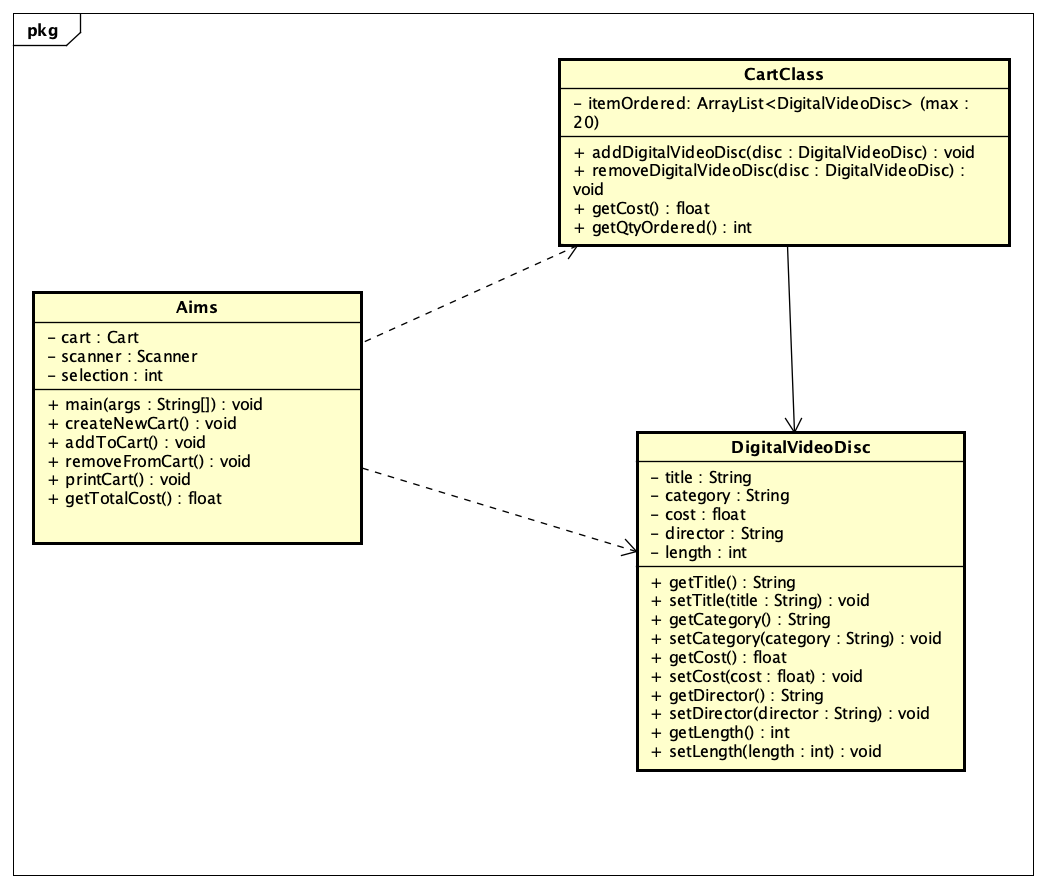 pkg
CartClass
- itemOrdered: ArrayList<DigitalVideoDisc> (max :
20)
+ addDigitalVideoDisc(disc : DigitalVideoDisc) : void
+ removeDigitalVideoDisc(disc : DigitalVideoDisc) :
void
+ getCost() : float
+ getQtyOrdered() : int
Aims
- cart : Cart
- scanner : Scanner
- selection : int
+ main(args : String[]) : void
+ createNewCart() : void
+ addToCart() : void
+ removeFromCart() : void
+ printCart() : void
+ getTotalCost() : float
DigitalVideoDisc
- title : String
- category : String
- cost : float
- director : String
- length : int
+ getTitle() : String
+ setTitle(title : String) : void
+ getCategory() : String
+ setCategory(category : String) : void
+ getCost() : float
+ setCost(cost : float) : void
+ getDirector() : String
+ setDirector(director : String) : void
+ getLength() : int
+ setLength(length : int) : void